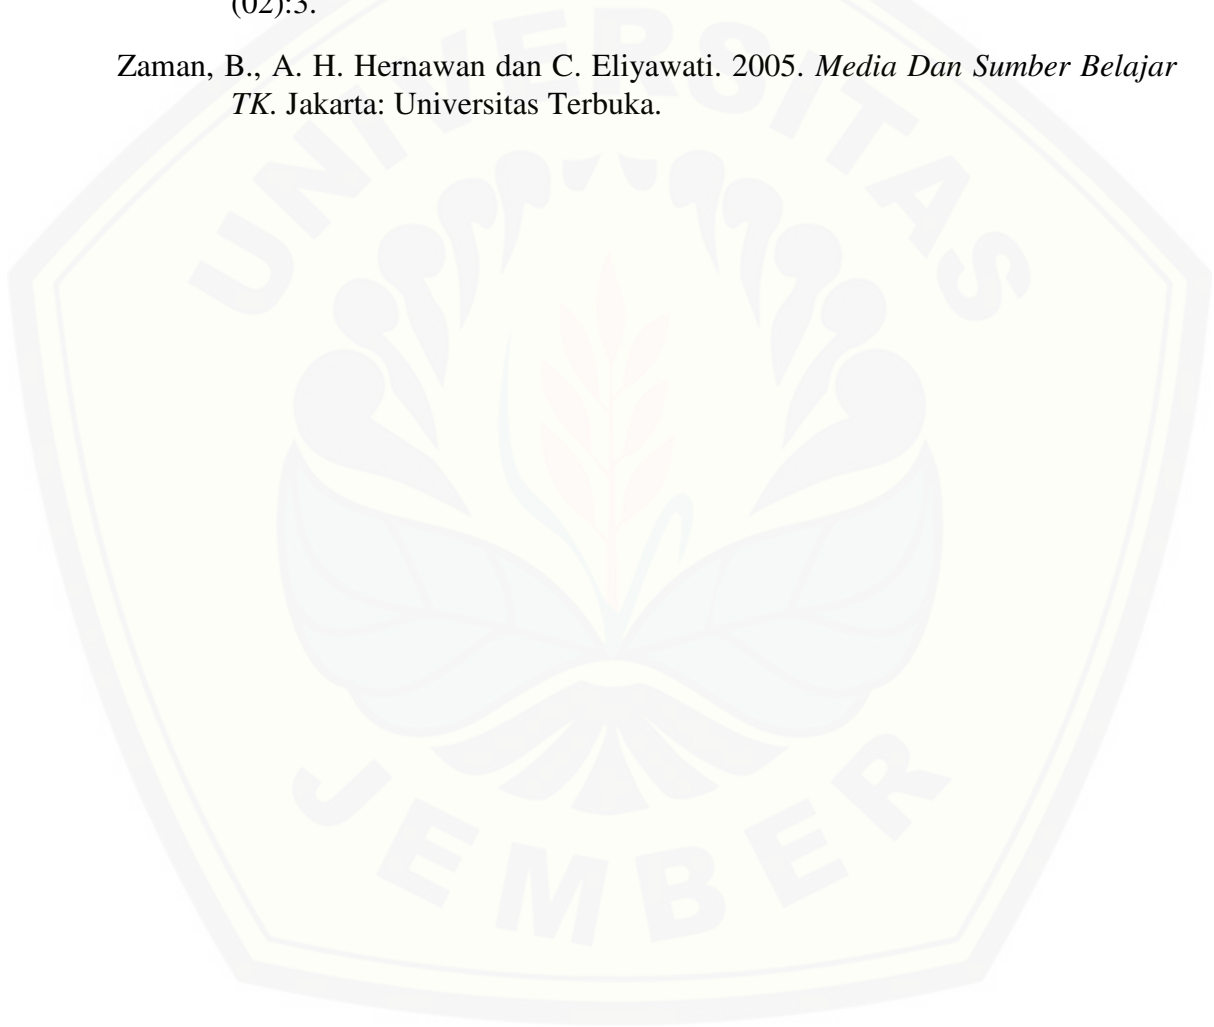 (02):3.
Zaman, B., A. H. Hernawan dan C. Eliyawati. 2005. Media Dan Sumber Belajar
TK. Jakarta: Universitas Terbuka.
UNIVERSITAS
JEMBER